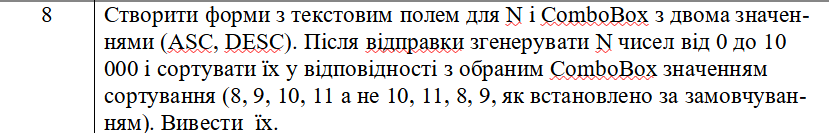 8
Створити форми з текстовим полем для N і ComboBox з двома значен-
нями (ASC, DESC). Після відправки згенерувати N чисел від 0 до 10
000 і сортувати їх у відповідності з обраним ComboBox значенням
сортування (8, 9, 10, 11 а не 10, 11, 8, 9, як встановлено за замовчуван-
ням). Вивести їх.